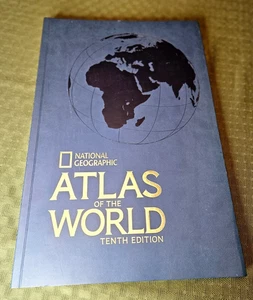 NATIONAL
GEOGRAPHIC
ATLAS
OF THE
WORLD
TENTH EDITION